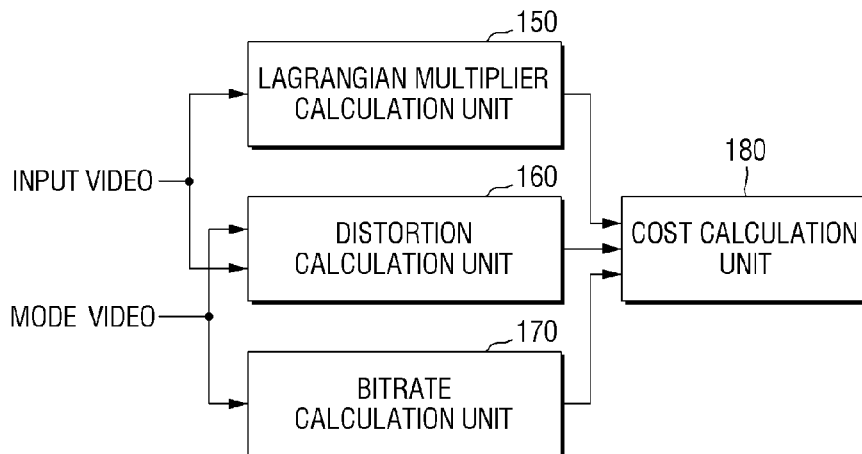 150
LAGRANGIAN MULTIPLIER
CALCULATION UNIT
INPUT VIDEO
160
DISTORTION
CALCULATION UNIT
180
COST CALCULATION
UNIT
MODE VIDEO
170
BITRATE
CALCULATION UNIT